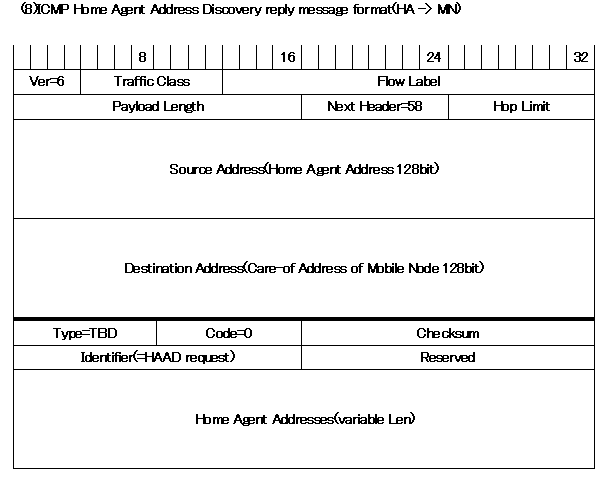 (8)ICMP Home Agent Address Discovery reply message format(HA -> MN)
8 16 24 32
Ver=6 Traffic Class Flow Label
Payload Length Next Header=58 Hop Limit
Source Address(Home Agent Address 128bit)
Destination Address(Care-of Address of Mobile Node 128bit)
Type=TBD Code=0 Checksum
Identifier(=HAAD request) Reserved
Home Agent Addresses(variable Len)